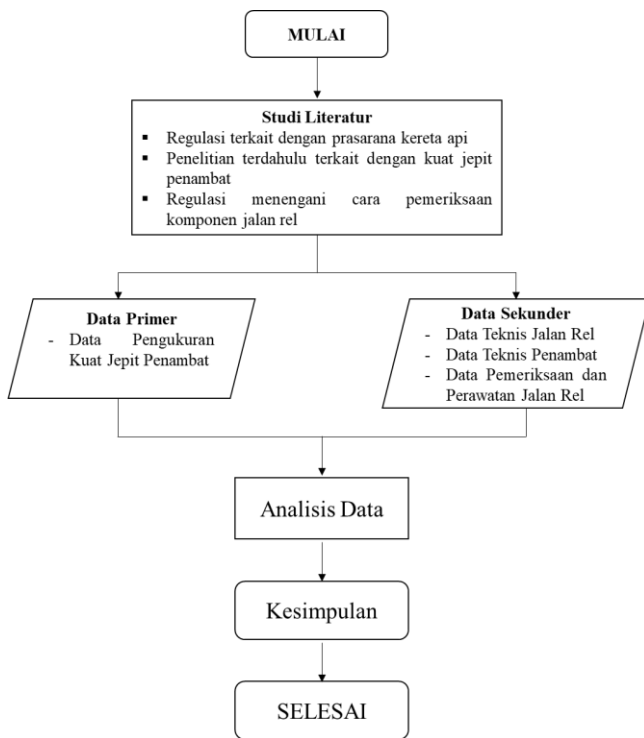 MULAI
Studi Literatur
▪ Regulasi terkait dengan prasarana kereta api
▪ Penelitian terdahulu terkait dengan kuat jepit
penambat
▪ Regulasi menengani cara pemeriksaan
komponen jalan rel
Data Primer
- Data Pengukuran
Kuat Jepit Penambat
Data Sekunder
- Data Teknis Jalan Rel
- Data Teknis Penambat
- Data Pemeriksaan dan
Perawatan Jalan Rel
Analisis Data
Kesimpulan
SELESAI